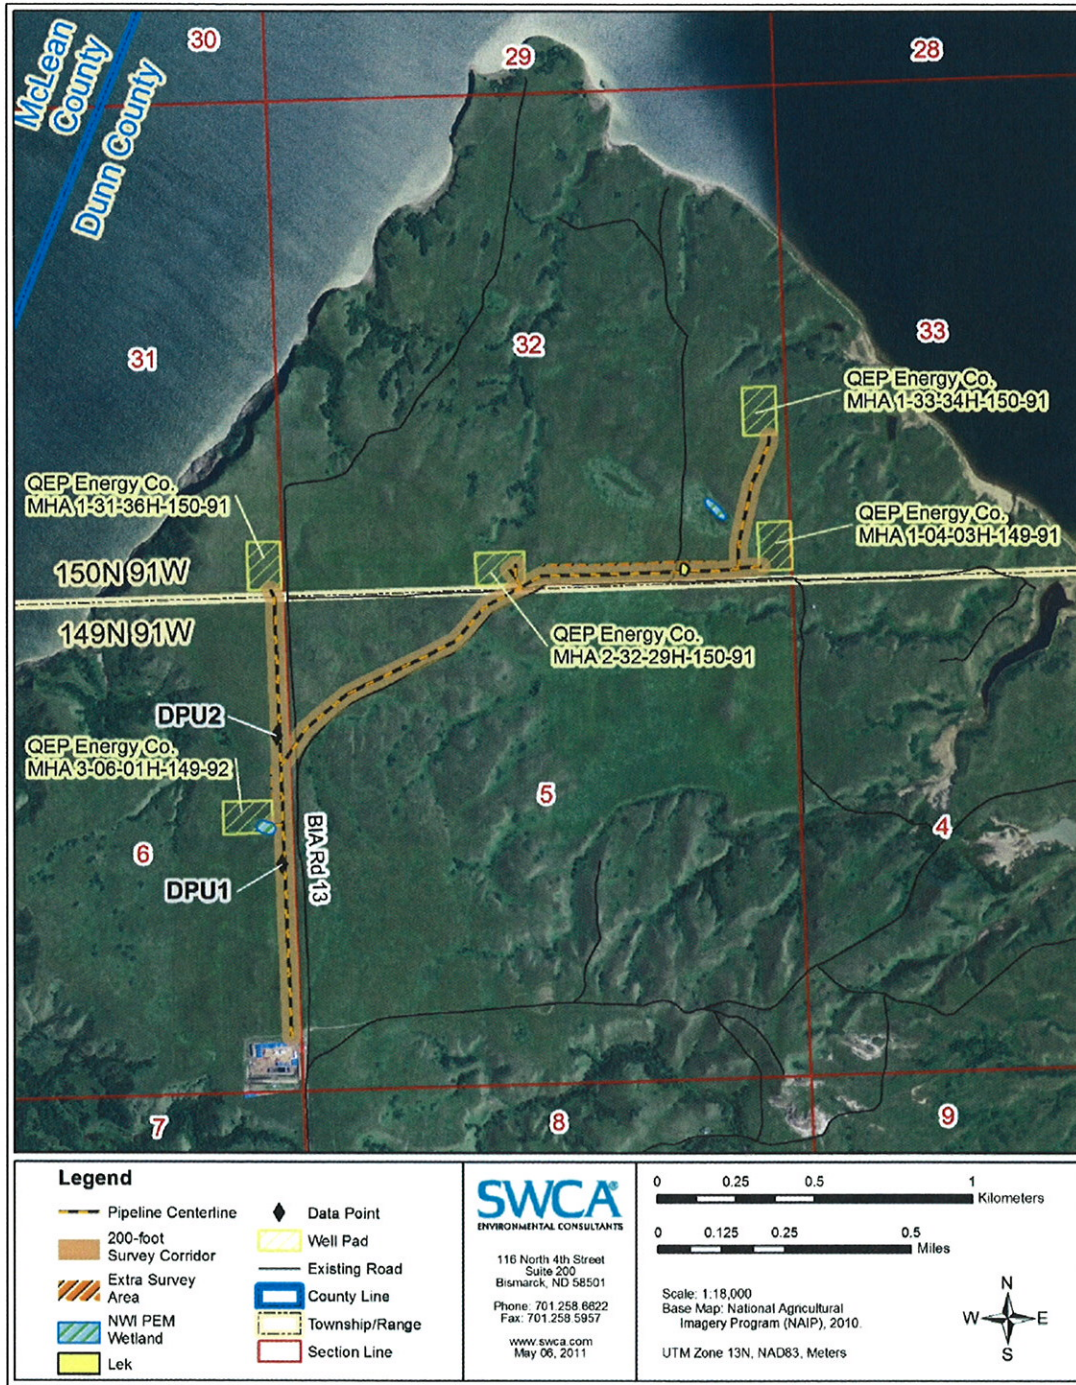 McLean
County
Dunn County
30
29
28
31
32
33
QEP Energy Co.
MHA 1-33-34H-150-91
QEP Energy Co.
MHA 1-31-36H-150-91
QEP Energy Co.
MHA 1-04-03H-149-91
150N 91W
149N 91W
QEP Energy Co.
MHA 2-32-29H-150-91
DPU2
QEP Energy Co.
MHA 3-06-01H-149-92
5
4
6
DPU1
BIA Rd 13
7
8
9
Legend
Pipeline Centerline
200-foot
Survey Corridor
Extra Survey
Area
NWI PEM
Wetland
Lek
Data Point
Well Pad
Existing Road
County Line
Township/Range
Section Line
SWCA®
ENVIRONMENTAL CONSULTANTS
116 North 4th Street
Suite 200
Bismarck, ND 58501
Phone: 701.258.6622
Fax: 701.258.5957
www.swca.com
May 06, 2011
0 0.25 0.5 1
Kilometers
0 0.125 0.25 0.5
Miles
Scale: 1:18,000
Base Map: National Agricultural
Imagery Program (NAIP), 2010.
UTM Zone 13N, NAD83, Meters
N
W E
S